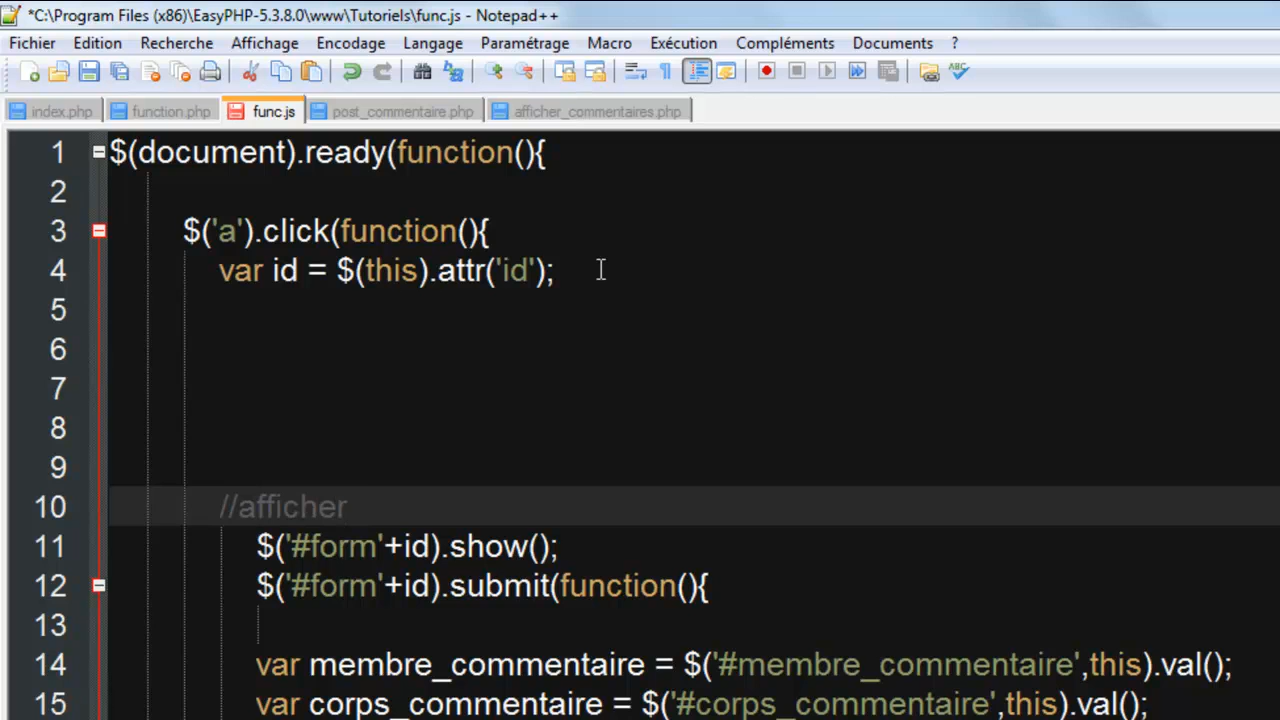 *C:\Program Files (x86)\EasyPHP-5.3.8.0\www\Tutoriels\func.js - Notepad++
Fichier Edition Recherche Affichage Encodage Langage Paramétrage Macro Exécution Compléments Documents ?
index.php function.php func.js post_commentaire.php afficher_commentaires.php
1 $(document).ready(function(){
2
3 $('a').click(function(){
4 var id = $(this).attr('id');
5
6
7
8
9
10 //afficher
11 $('#form'+id).show();
12 $('#form'+id).submit(function(){
13
14 var membre_commentaire = $('#membre_commentaire',this).val();
15 var corps_commentaire = $('#corps_commentaire',this).val();